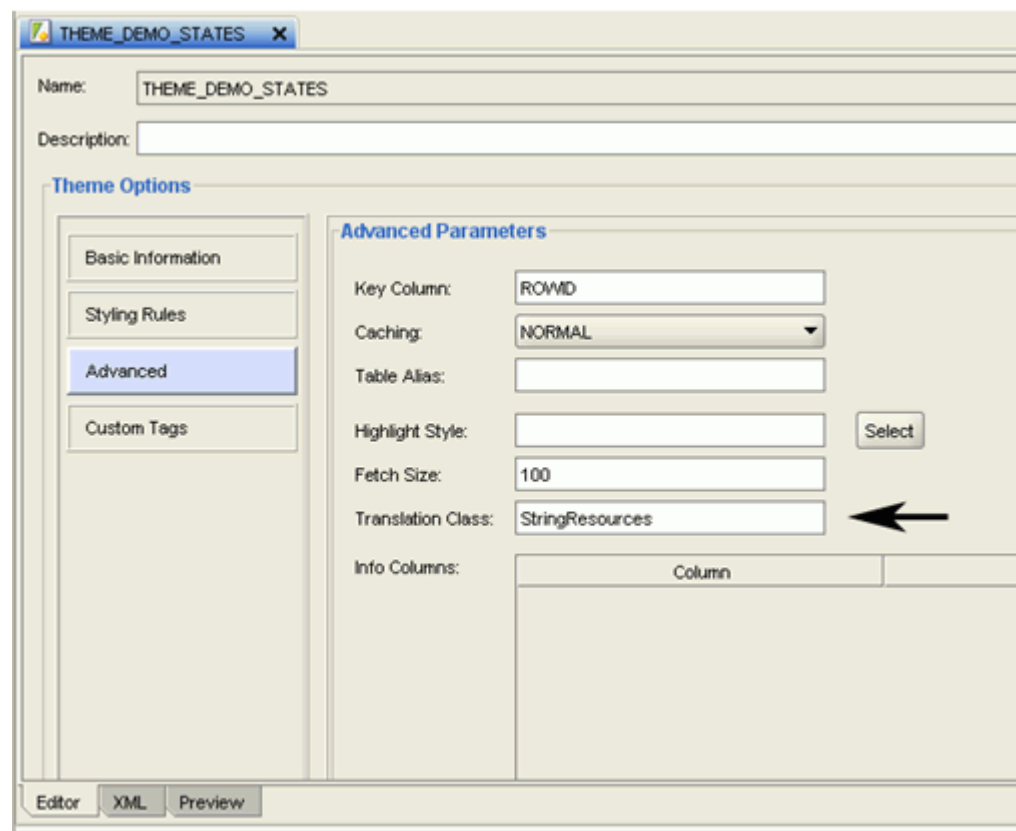 THEME_DEMO_STATES
Name: THEME_DEMO_STATES
Description:
Theme Options
Basic Information
Styling Rules
Advanced
Custom Tags
Advanced Parameters
Key Column: ROWID
Caching: NORMAL
Table Alias:
Highlight Style: Select
Fetch Size: 100
Translation Class: StringResources
Info Columns: Column
Editor XML Preview